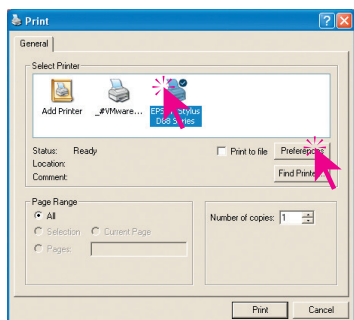 Print
General
Select Printer
Add Printer
_#VMware...
Stylus
D68 Series
Status: Ready
Location:
Comment:
Print to file
Preferences
Find Printer
Page Range
All
Selection
Current Page
Pages:
Number of copies: 1
Print
Cancel